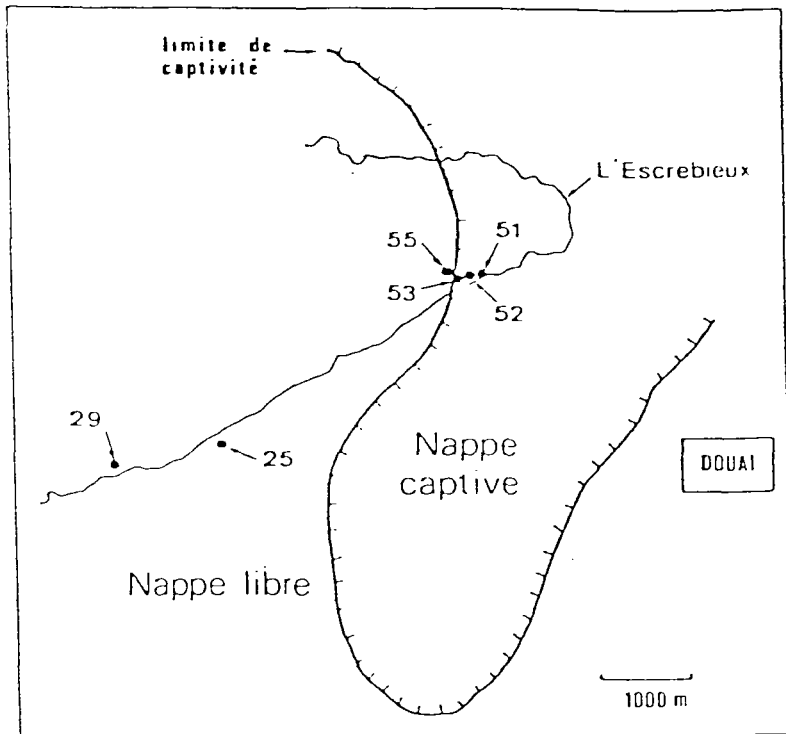 limite de
captivité
L'Escrebieux
55
51
53
52
29
25
Nappe
captive
DOUAI
Nappe libre
1000 m